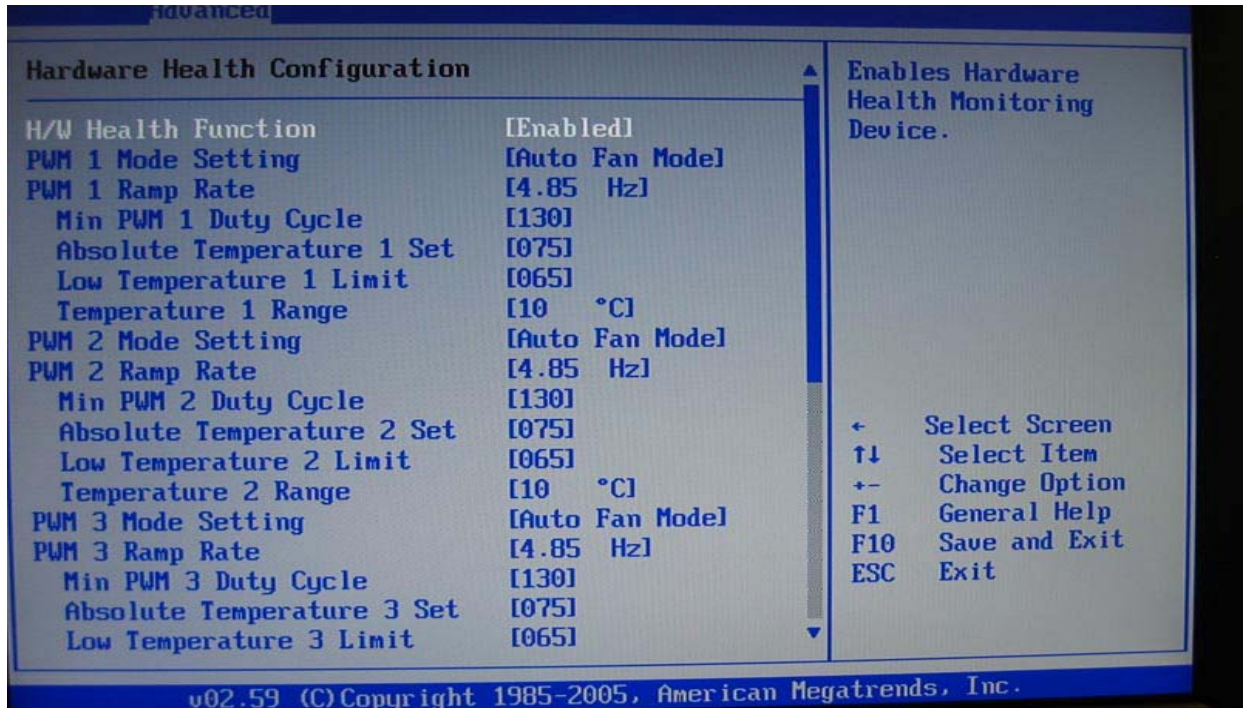 Advanced
Hardware Health Configuration
H/W Health Function [Enabled]
PWM 1 Mode Setting [Auto Fan Mode]
PWM 1 Ramp Rate [4.85 Hz]
Min PWM 1 Duty Cycle [130]
Absolute Temperature 1 Set [075]
Low Temperature 1 Limit [065]
Temperature 1 Range [10 °C]
PWM 2 Mode Setting [Auto Fan Mode]
PWM 2 Ramp Rate [4.85 Hz]
Min PWM 2 Duty Cycle [130]
Absolute Temperature 2 Set [075]
Low Temperature 2 Limit [065]
Temperature 2 Range [10 °C]
PWM 3 Mode Setting [Auto Fan Mode]
PWM 3 Ramp Rate [4.85 Hz]
Min PWM 3 Duty Cycle [130]
Absolute Temperature 3 Set [075]
Low Temperature 3 Limit [065]
Enables Hardware
Health Monitoring
Device.
← Select Screen
↑↓ Select Item
+- Change Option
F1 General Help
F10 Save and Exit
ESC Exit
v02.59 (C)Copyright 1985-2005, American Megatrends, Inc.